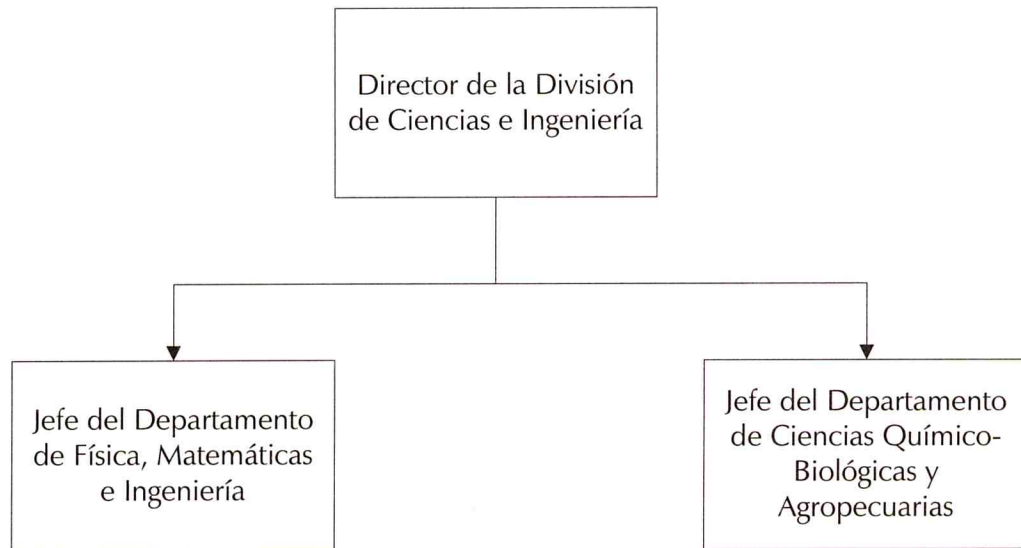 Director de la División
de Ciencias e Ingeniería
Jefe del Departamento
de Física, Matemáticas
e Ingeniería
Jefe del Departamento
de Ciencias Químico-
Biológicas y
Agropecuarias